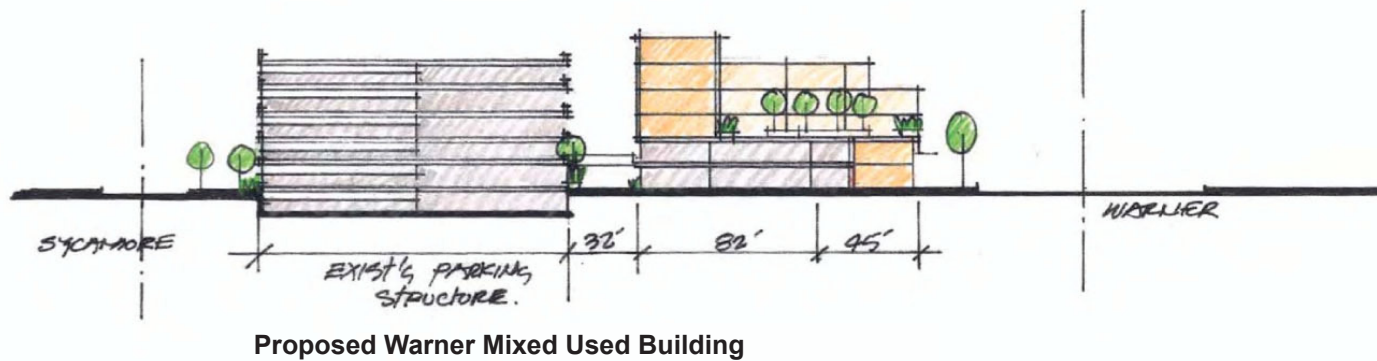 SYCAMORE
EXIST'G PARKING
STRUCTURE.
32'
82'
45'
WARNER
Proposed Warner Mixed Used Building